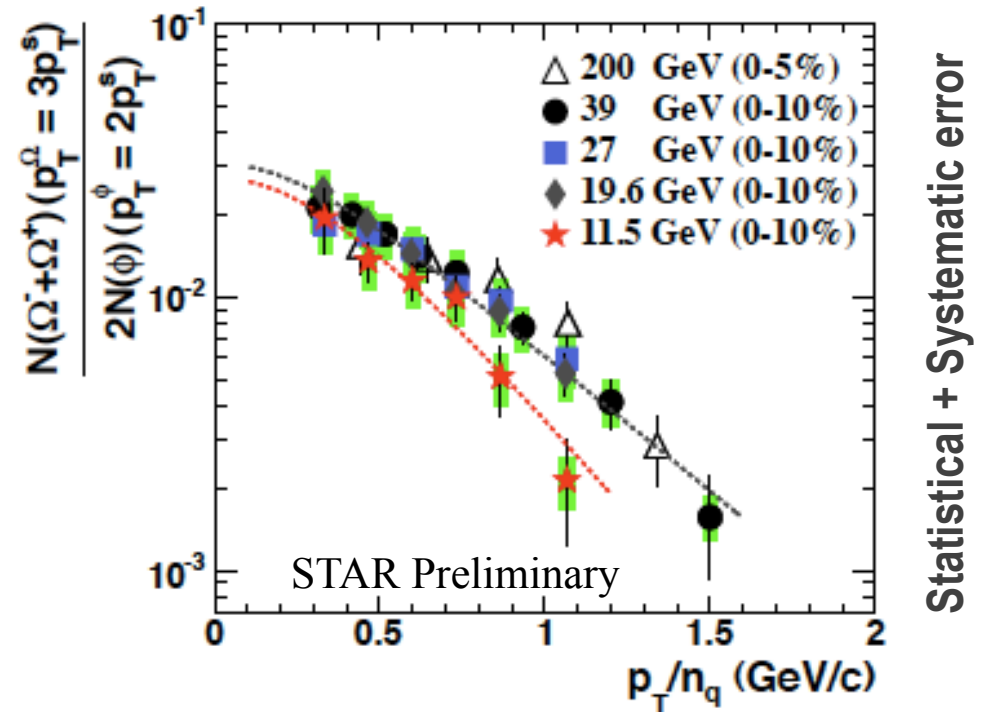 N(Ω⁻+Ω⁺)(p_T^Ω = 3p_T^s)
2N(ϕ)(p_T^ϕ = 2p_T^s)
10⁻¹
10⁻²
10⁻³
200 GeV (0-5%)
39 GeV (0-10%)
27 GeV (0-10%)
19.6 GeV (0-10%)
11.5 GeV (0-10%)
STAR Preliminary
0 0.5 1 1.5 2
p_T/n_q (GeV/c)
Statistical + Systematic error